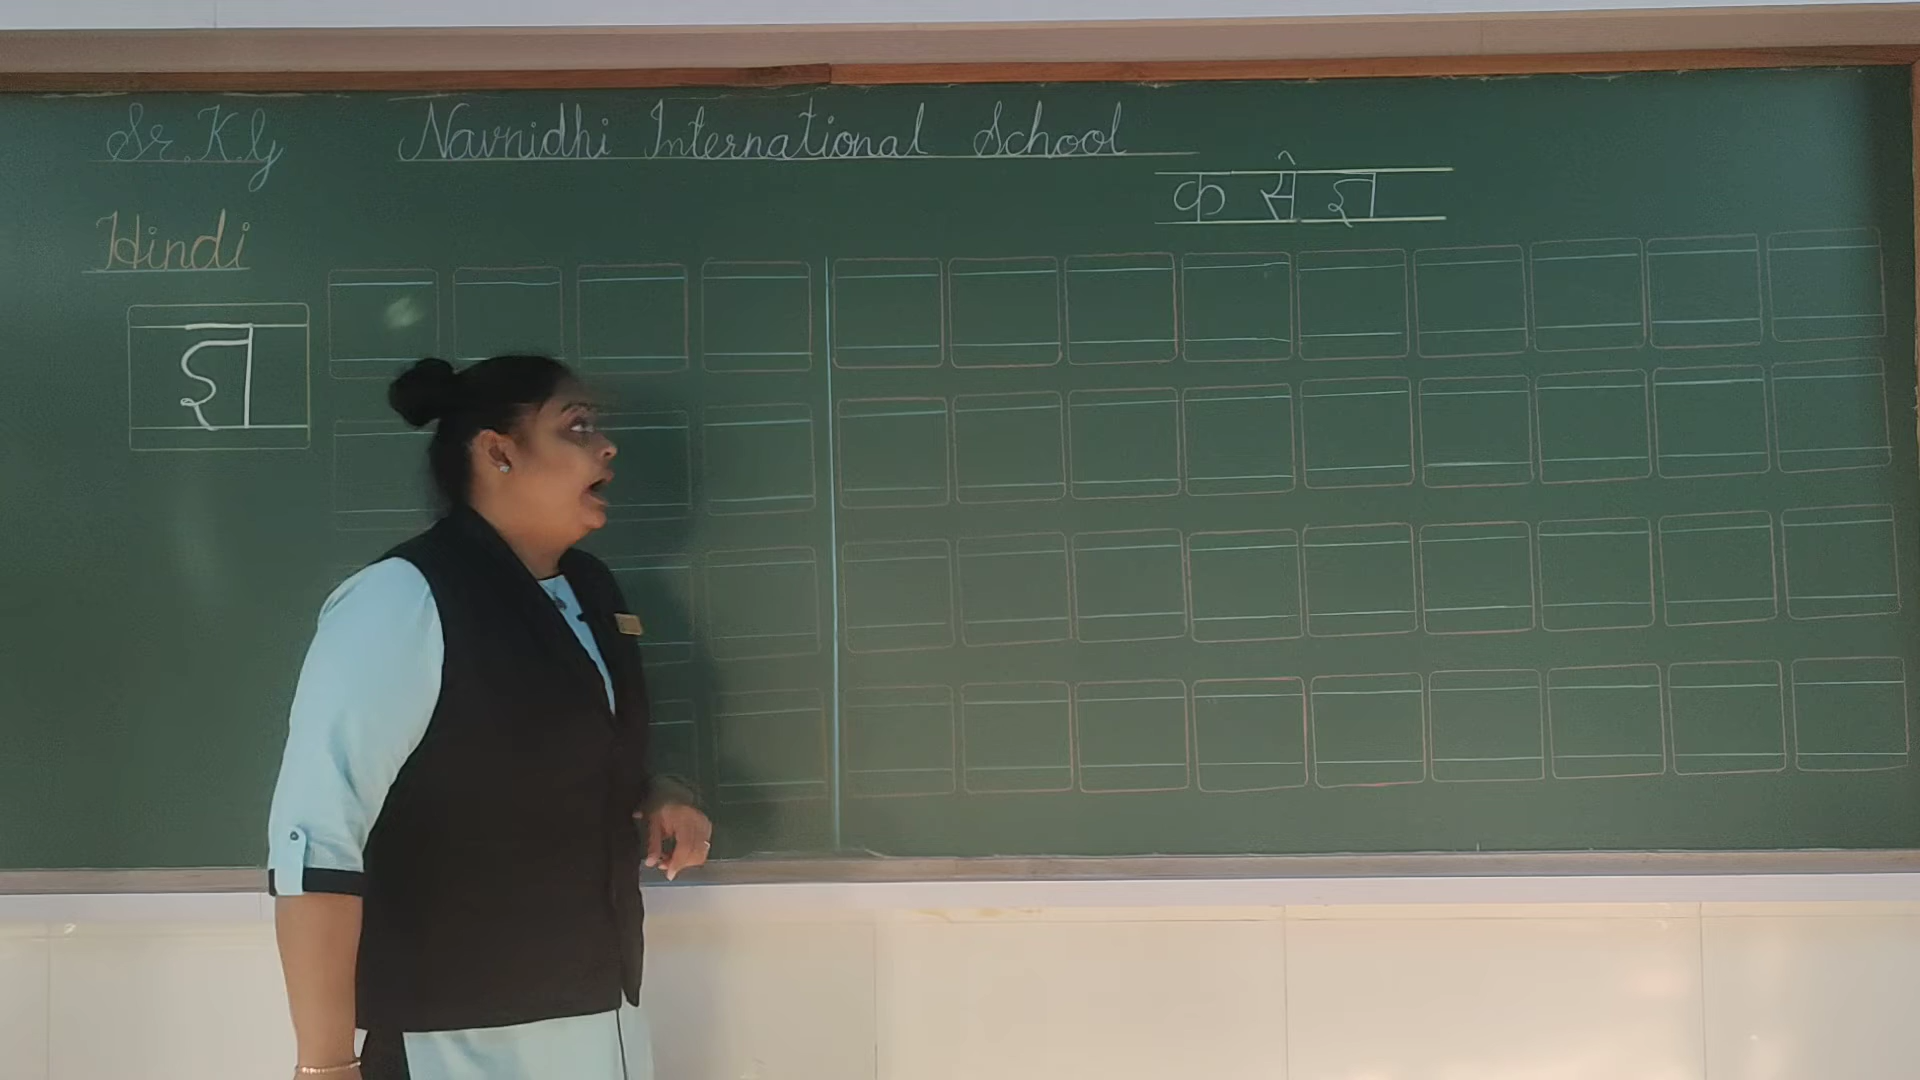 Sr. K.G
Navnidhi International School
क से ज्ञ
Hindi
ज्ञ